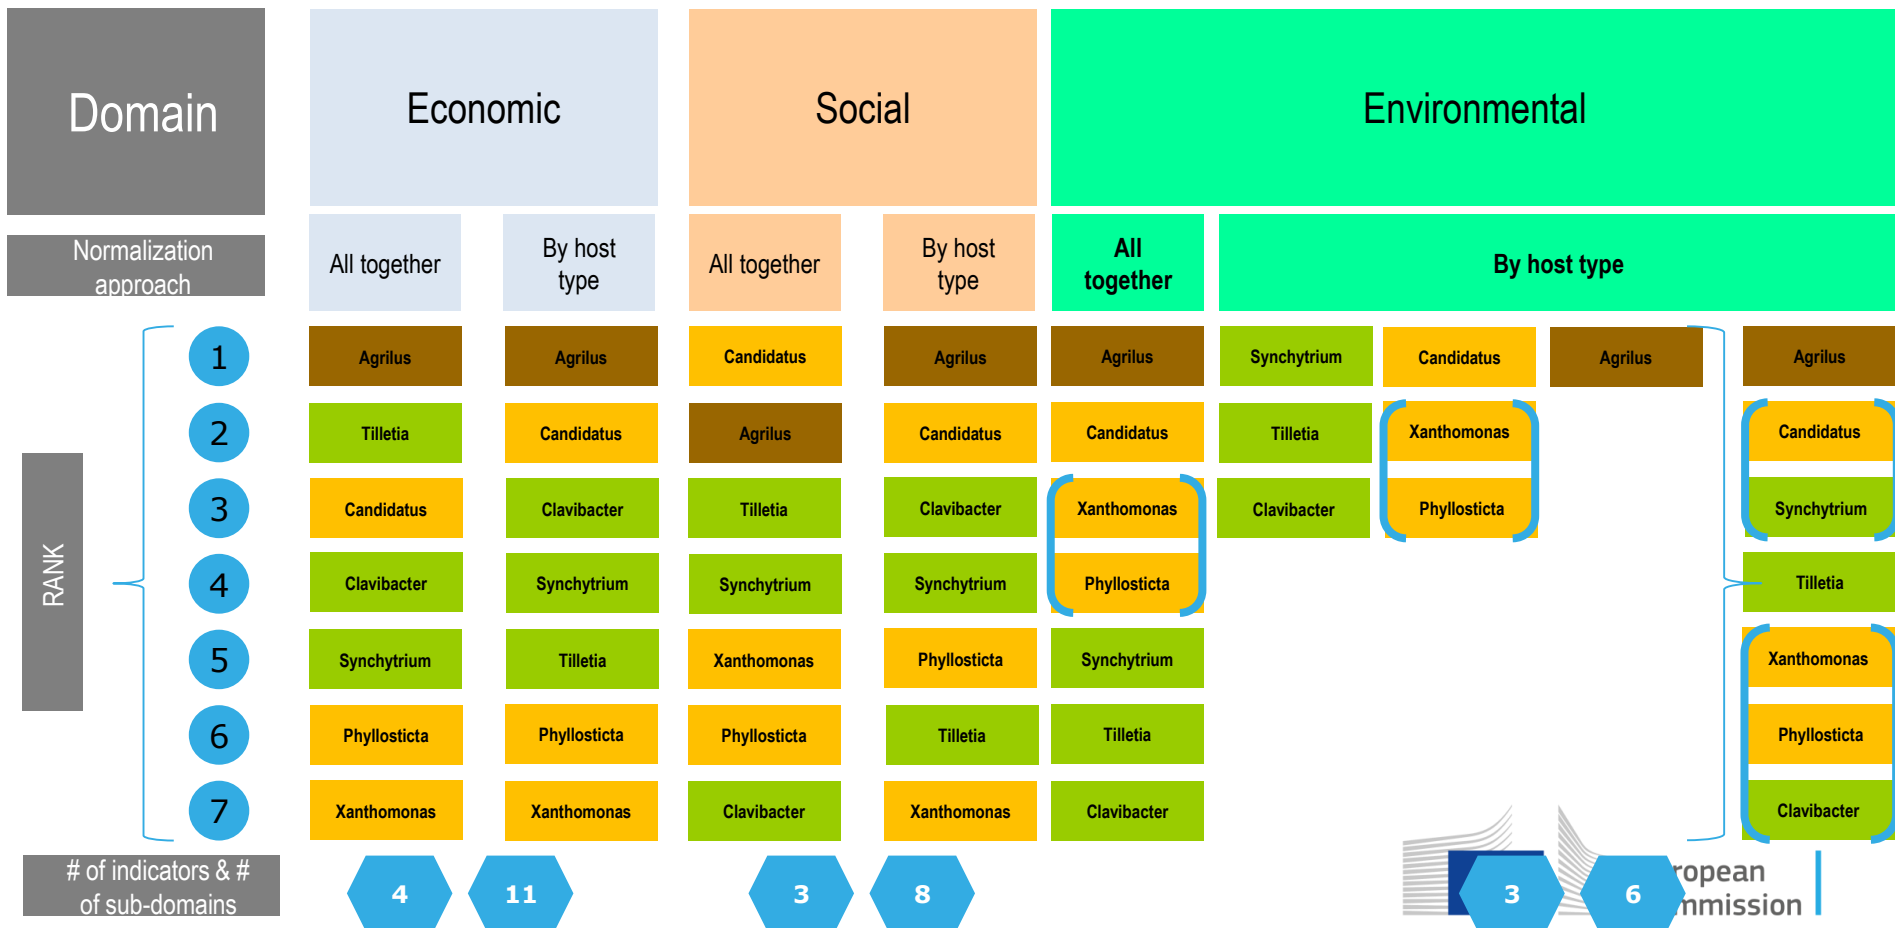 Domain
Economic
Social
Environmental
Normalization
approach
All together
By host
type
All together
By host
type
All
together
By host type
RANK
1
Agrilus
Agrilus
Candidatus
Agrilus
Agrilus
Synchytrium
Candidatus
Agrilus
Agrilus
2
Tilletia
Candidatus
Agrilus
Candidatus
Candidatus
Tilletia
Xanthomonas
Candidatus
3
Candidatus
Clavibacter
Tilletia
Clavibacter
Xanthomonas
Clavibacter
Phyllosticta
Synchytrium
4
Clavibacter
Synchytrium
Synchytrium
Synchytrium
Phyllosticta
Tilletia
5
Synchytrium
Tilletia
Xanthomonas
Phyllosticta
Synchytrium
Xanthomonas
6
Phyllosticta
Phyllosticta
Phyllosticta
Tilletia
Tilletia
Phyllosticta
7
Xanthomonas
Xanthomonas
Clavibacter
Xanthomonas
Clavibacter
Clavibacter
# of indicators & #
of sub-domains
4
11
3
8
3
6
ropean
mmission